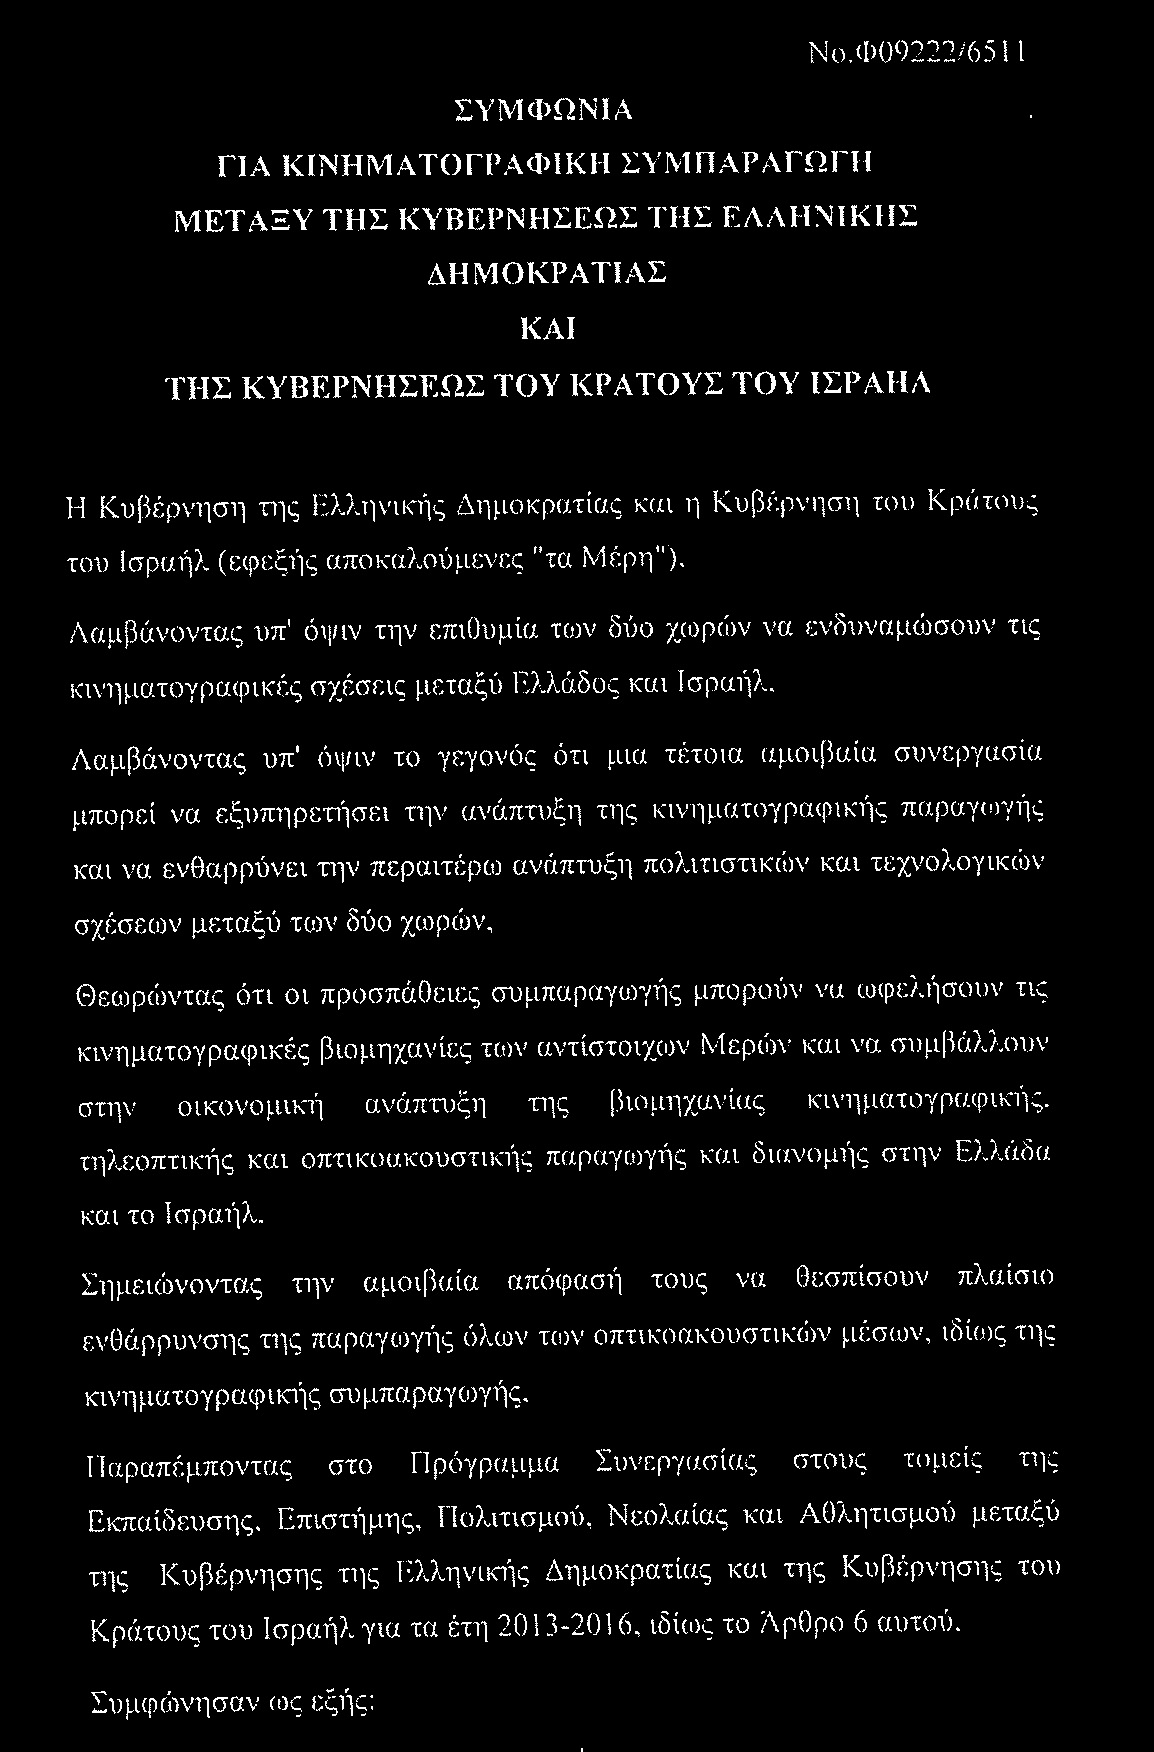 Νο.Φ09222/6511
ΣΥΜΦΩΝΙΑ
ΓΙΑ ΚΙΝΗΜΑΤΟΓΡΑΦΙΚΗ ΣΥΜΠΑΡΑΓΩΓΗ
ΜΕΤΑΞΥ ΤΗΣ ΚΥΒΕΡΝΗΣΕΩΣ ΤΗΣ ΕΛΛΗΝΙΚΗΣ
ΔΗΜΟΚΡΑΤΙΑΣ
ΚΑΙ
ΤΗΣ ΚΥΒΕΡΝΗΣΕΩΣ ΤΟΥ ΚΡΑΤΟΥΣ ΤΟΥ ΙΣΡΑΗΛ
Η Κυβέρνηση της Ελληνικής Δημοκρατίας και η Κυβέρνηση του Κράτους
του Ισραήλ (εφεξής αποκαλούμενες "τα Μέρη"),
Λαμβάνοντας υπ' όψιν την επιθυμία των δύο χωρών να ενδυναμώσουν τις
κινηματογραφικές σχέσεις μεταξύ Ελλάδος και Ισραήλ,
Λαμβάνοντας υπ' όψιν το γεγονός ότι μια τέτοια αμοιβαία συνεργασία
μπορεί να εξυπηρετήσει την ανάπτυξη της κινηματογραφικής παραγωγής
και να ενθαρρύνει την περαιτέρω ανάπτυξη πολιτιστικών και τεχνολογικών
σχέσεων μεταξύ των δύο χωρών,
Θεωρώντας ότι οι προσπάθειες συμπαραγωγής μπορούν να ωφελήσουν τις
κινηματογραφικές βιομηχανίες των αντίστοιχων Μερών και να συμβάλλουν
στην οικονομική ανάπτυξη της βιομηχανίας κινηματογραφικής,
τηλεοπτικής και οπτικοακουστικής παραγωγής και διανομής στην Ελλάδα
και το Ισραήλ,
Σημειώνοντας την αμοιβαία απόφασή τους να θεσπίσουν πλαίσιο
ενθάρρυνσης της παραγωγής όλων των οπτικοακουστικών μέσων, ιδίως της
κινηματογραφικής συμπαραγωγής,
Παραπέμποντας στο Πρόγραμμα Συνεργασίας στους τομείς της
Εκπαίδευσης, Επιστήμης, Πολιτισμού, Νεολαίας και Αθλητισμού μεταξύ
της Κυβέρνησης της Ελληνικής Δημοκρατίας και της Κυβέρνησης του
Κράτους του Ισραήλ για τα έτη 2013-2016, ιδίως το Άρθρο 6 αυτού,
Συμφώνησαν ως εξής: